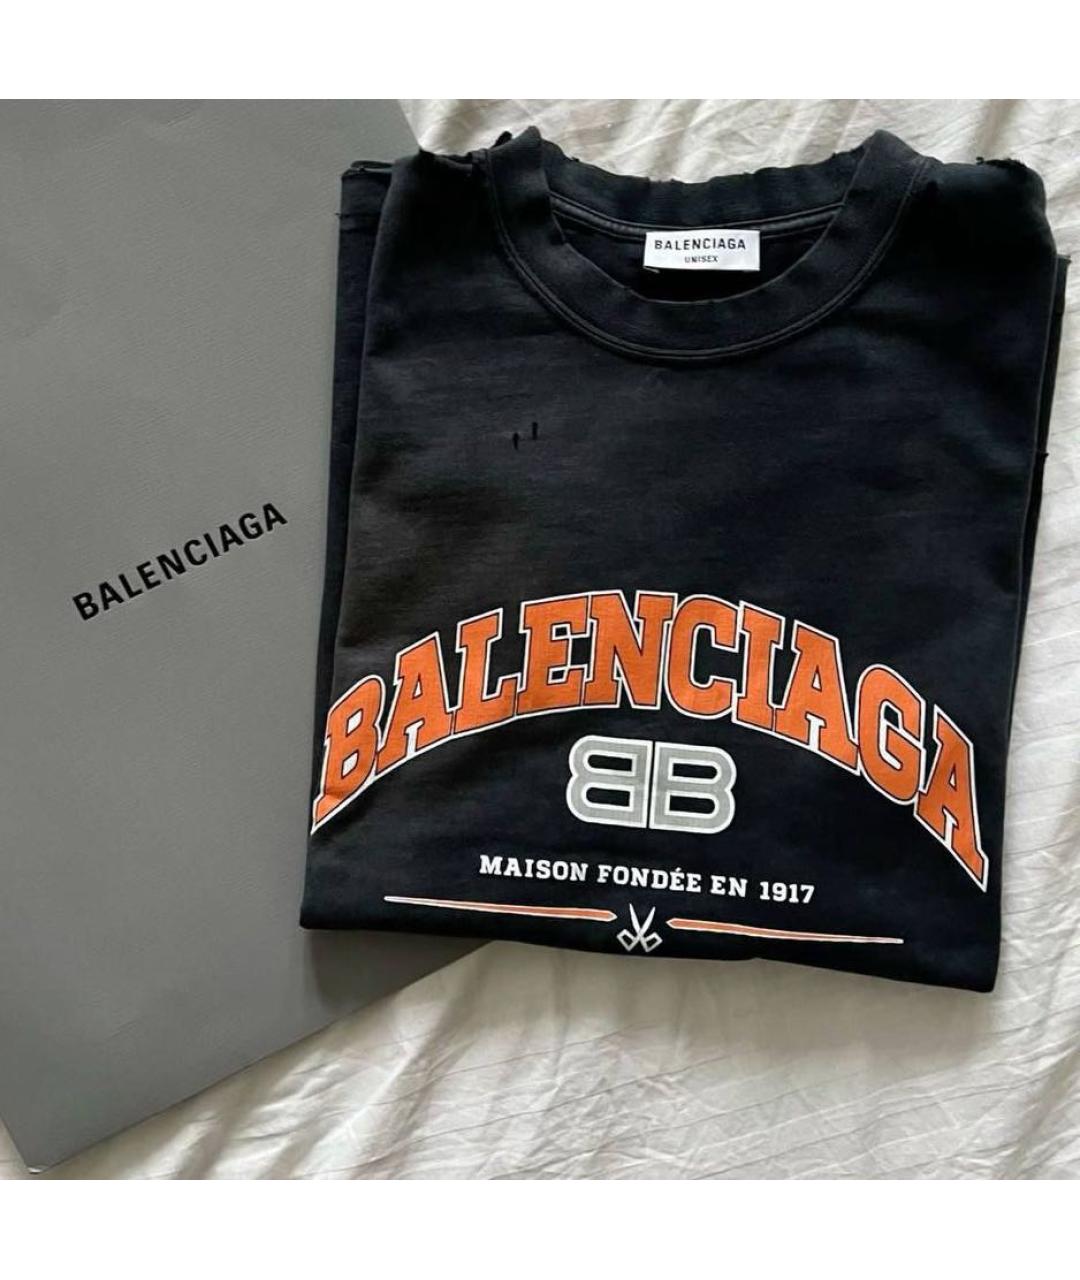 BALENCIAGA
UNISEX
BALENCIAGA
BALENCIAGA
BB
MAISON FONDÉE EN 1917